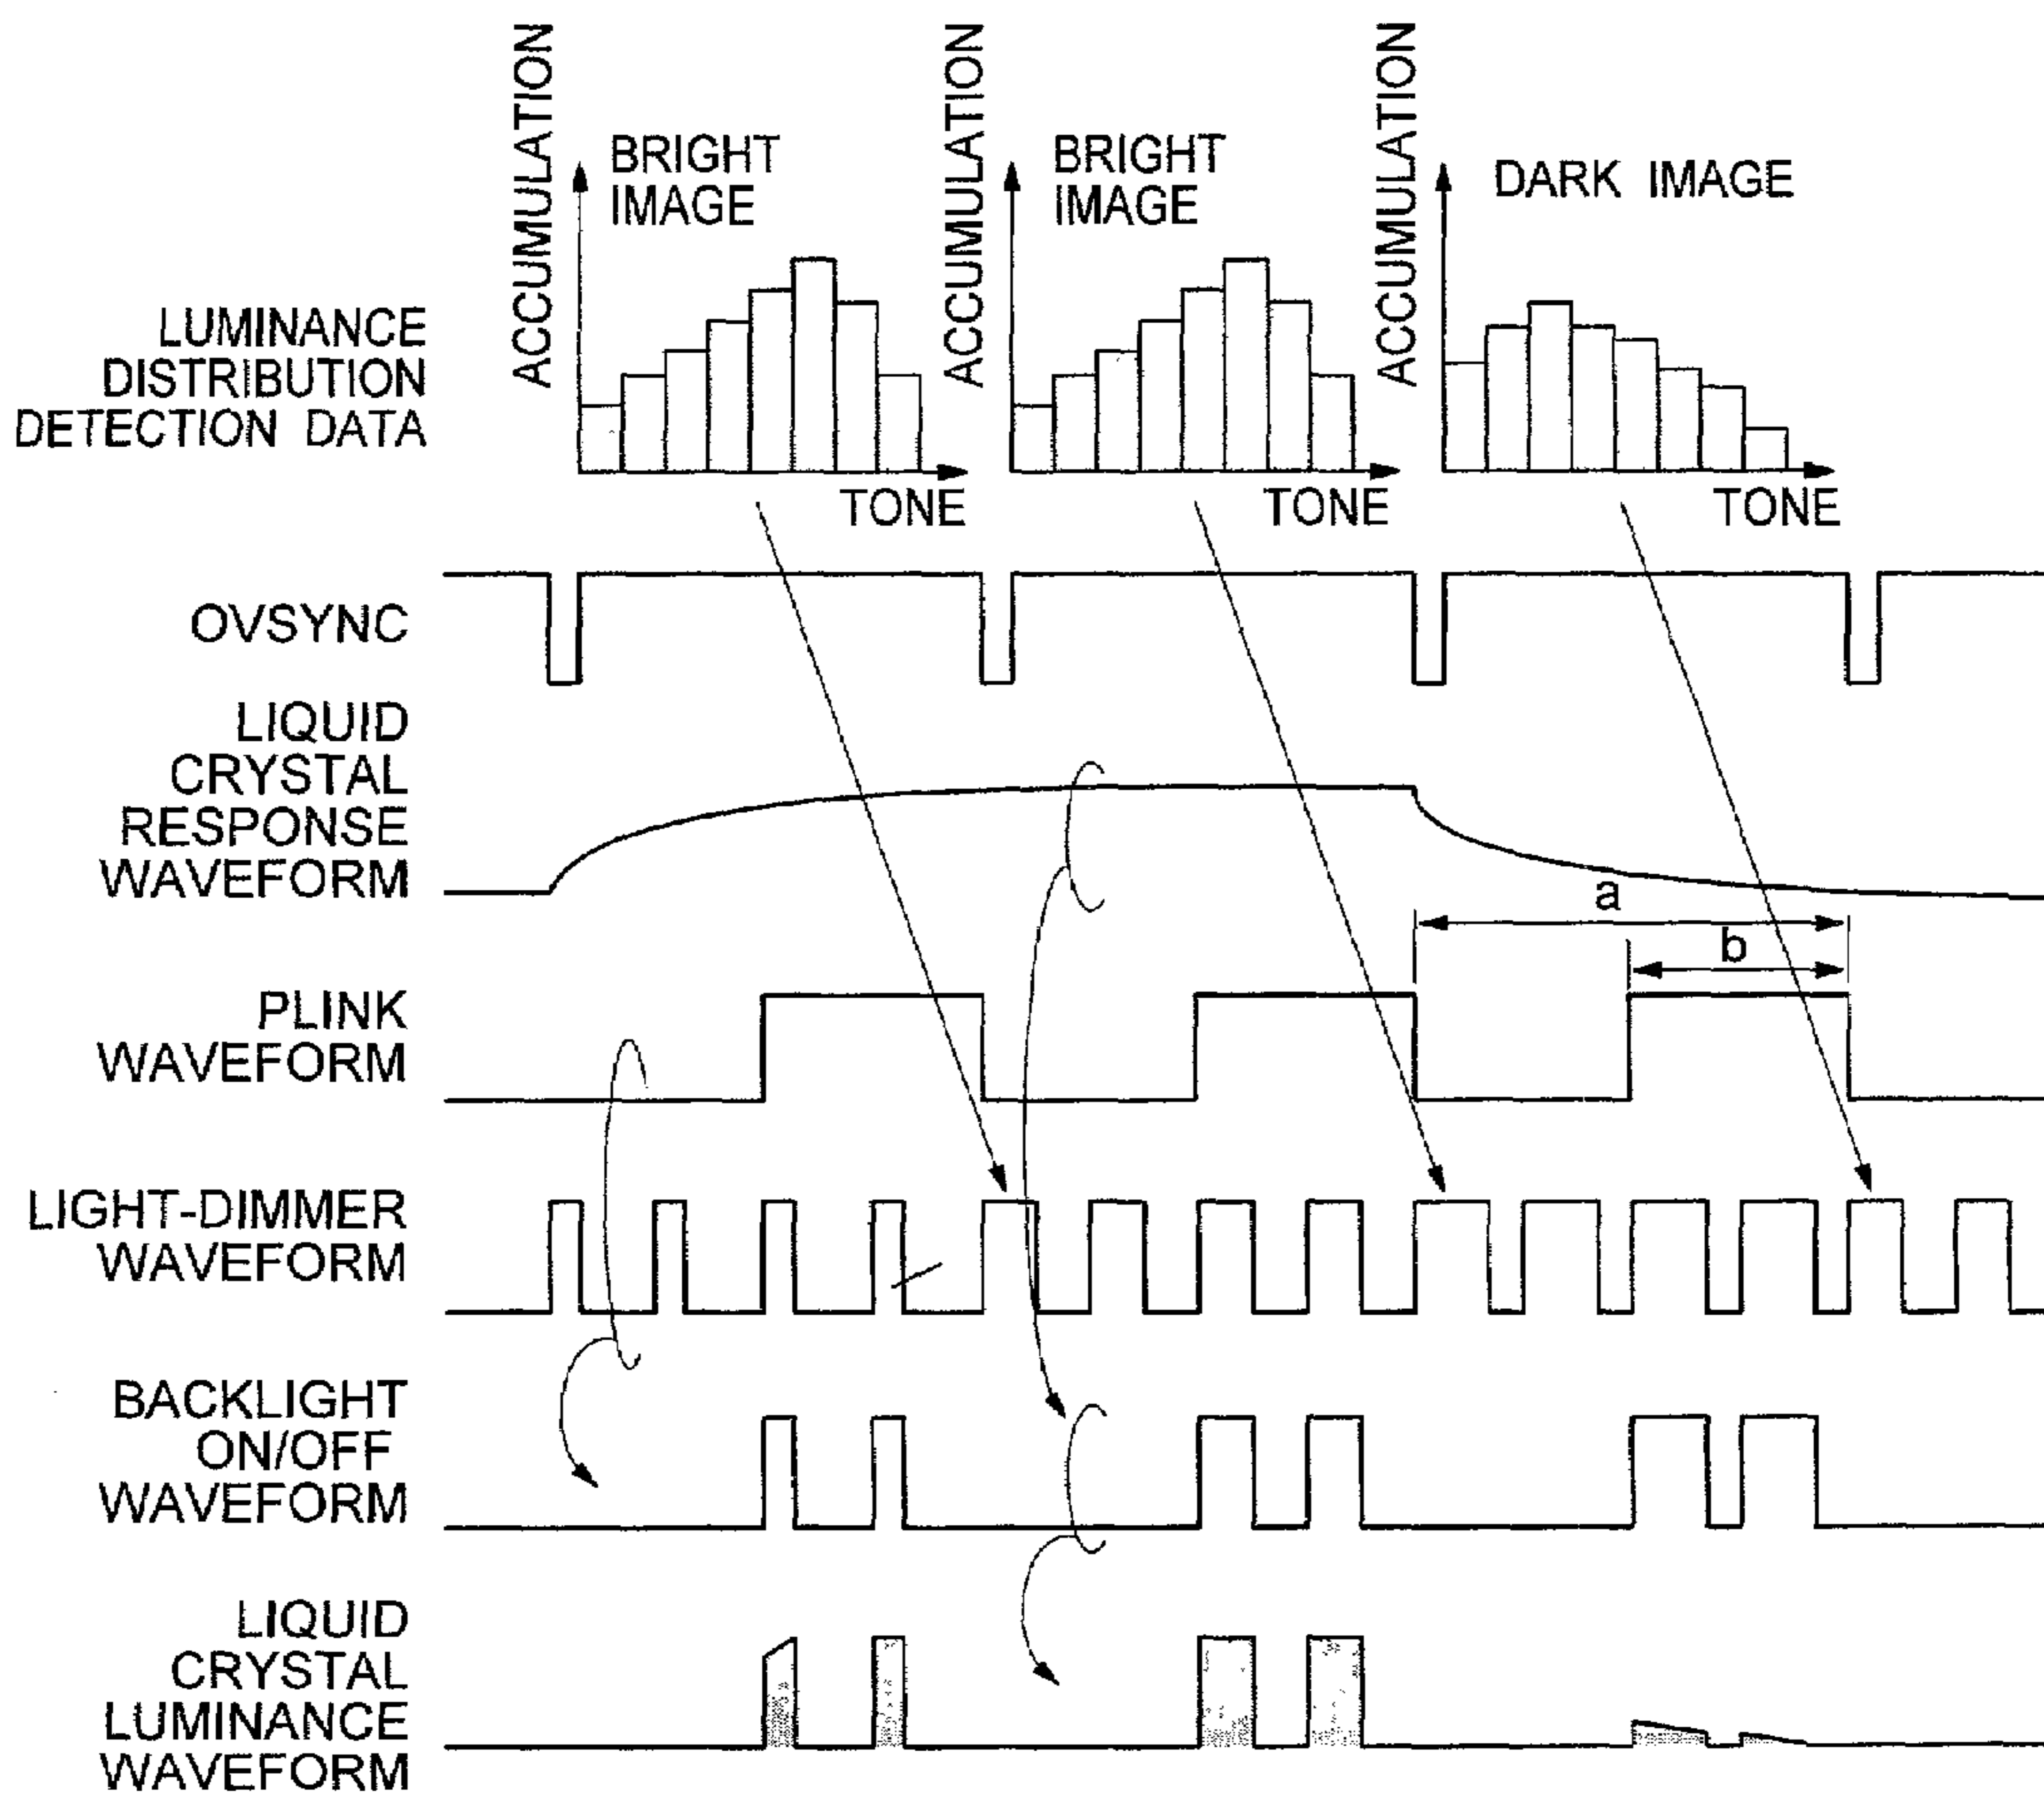 ACCUMULATION
BRIGHT
IMAGE
ACCUMULATION
BRIGHT
IMAGE
ACCUMULATION
DARK IMAGE
LUMINANCE
DISTRIBUTION
DETECTION DATA
TONE
TONE
TONE
OVSYNC
LIQUID
CRYSTAL
RESPONSE
WAVEFORM
a
b
PLINK
WAVEFORM
LIGHT-DIMMER
WAVEFORM
BACKLIGHT
ON/OFF
WAVEFORM
LIQUID
CRYSTAL
LUMINANCE
WAVEFORM